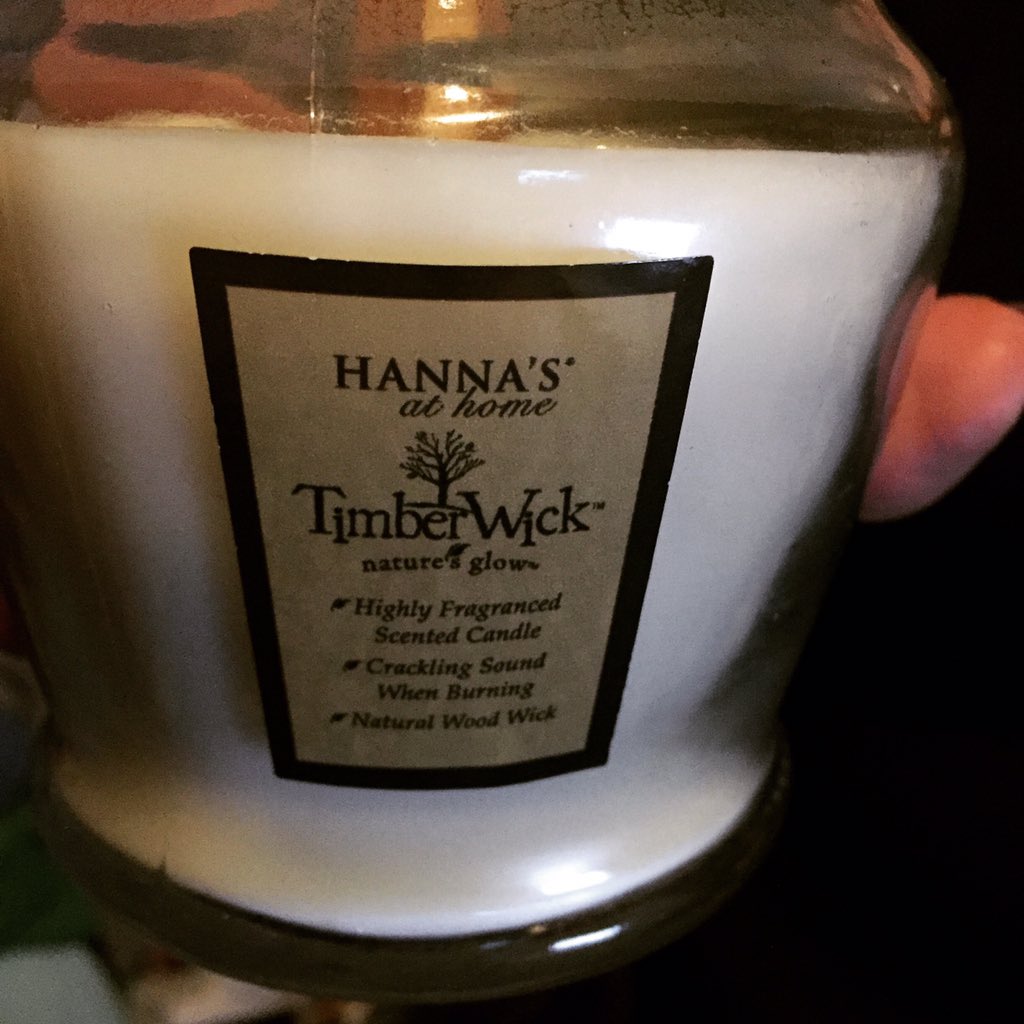 HANNA'S®
at home
TimberWick™
nature's glow~
Highly Fragranced
Scented Candle
Crackling Sound
When Burning
Natural Wood Wick